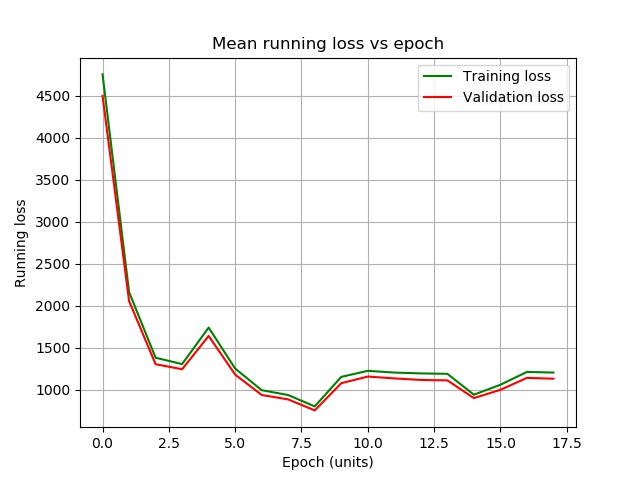 Mean running loss vs epoch
Training loss
Validation loss
4500
4000
3500
3000
2500
2000
1500
1000
Running loss
0.0 2.5 5.0 7.5 10.0 12.5 15.0 17.5
Epoch (units)